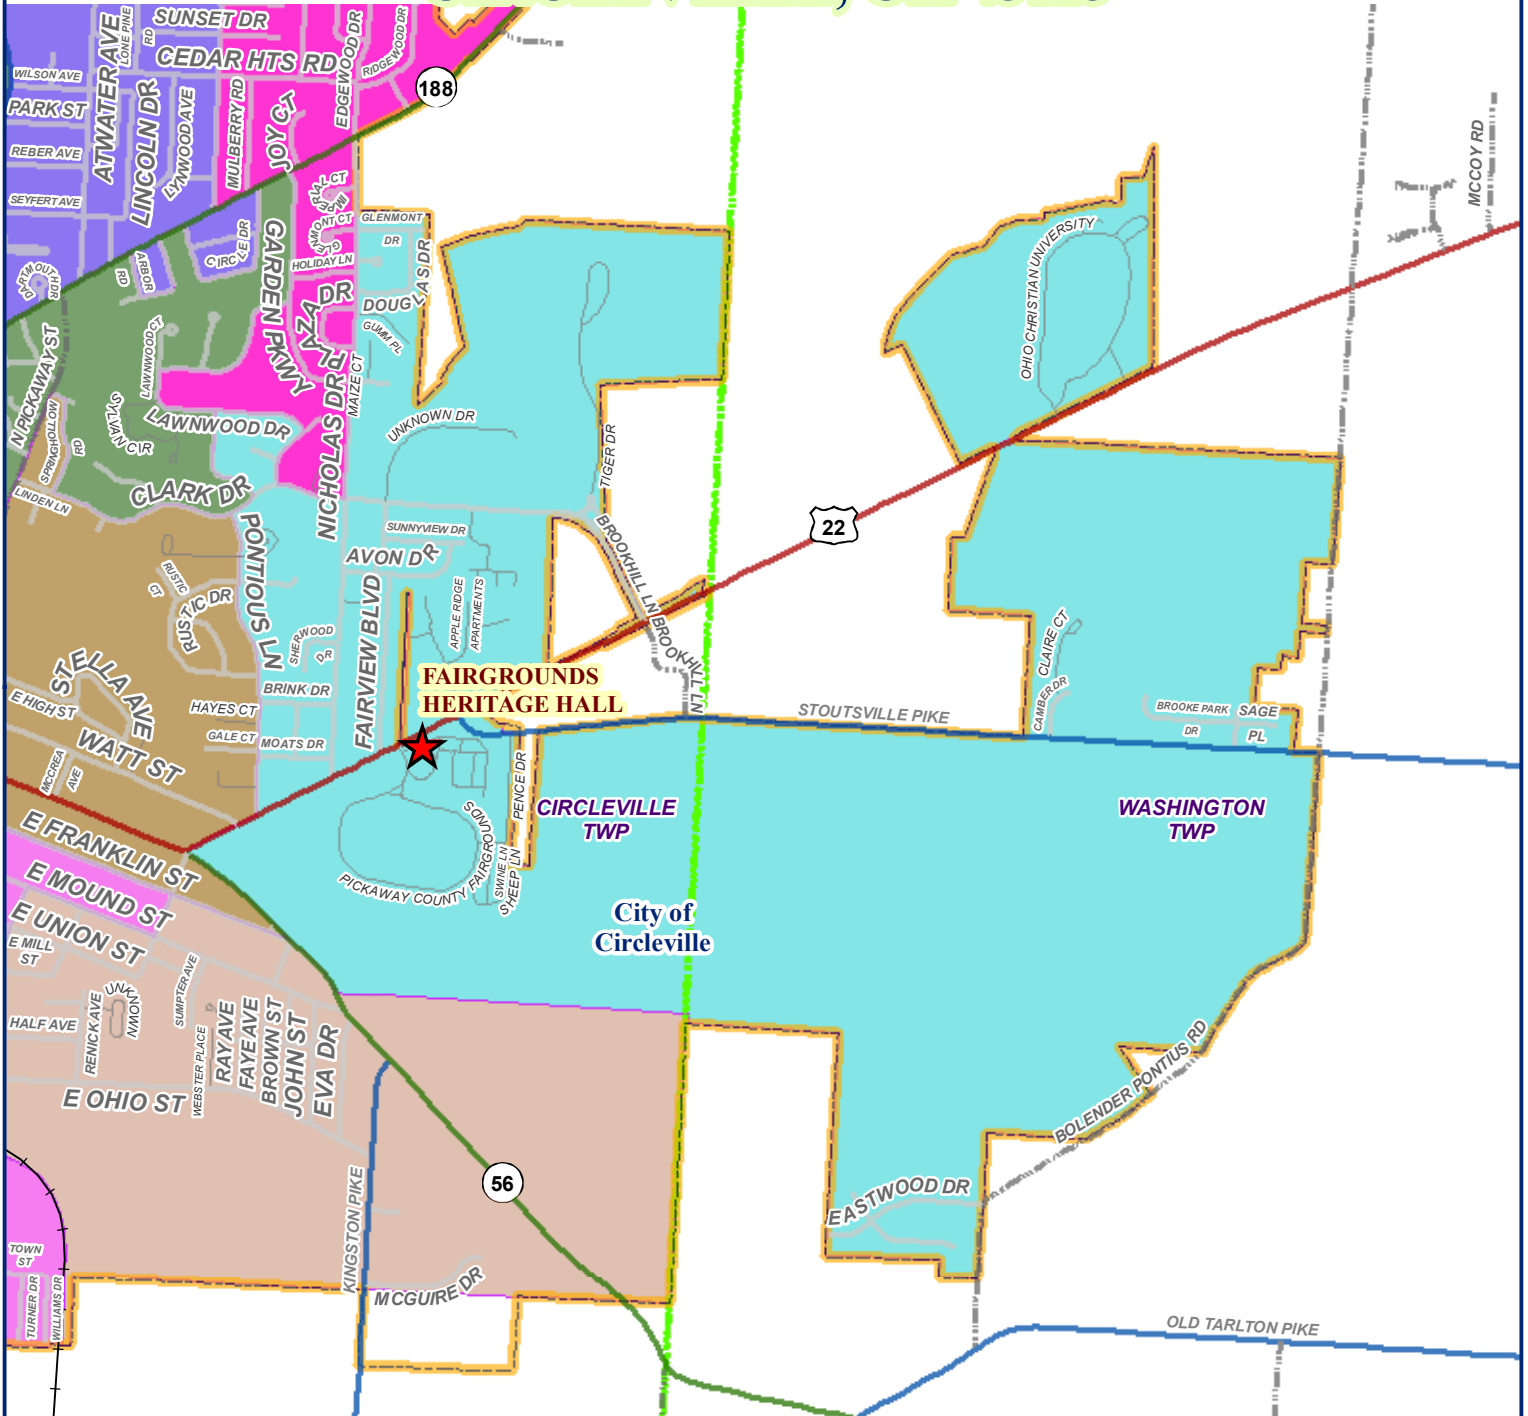 SUNSET DR
LONE PINE
RD
CEDAR HTS RD
EDGEWOOD DR
RIDGEWOOD DR
188
WILSON AVE
PARK ST
ATWATER AVE
LINCOLN DR
LYNWOOD AVE
MULBERRY RD
JOY CT
REBER AVE
SEYFERT AVE
IMPERIAL CT
GLENMONT CT
GLENMONT
DR
HOLIDAY LN
CIRCLE DR
ARBOR
RD
DARTMOUTH DR
GARDEN PKWY
PLAZA DR
DOUGLAS DR
GUMM PL
MAIZE CT
NICHOLAS DR
N PICKAWAY ST
LAWNWOOD CT
LAWNWOOD DR
SYLVAN CIR
SPRINGHOLLOW
RD
LINDEN LN
CLARK DR
UNKNOWN DR
TIGER DR
OHIO CHRISTIAN UNIVERSITY
MCCOY RD
22
PONTIOUS LN
SUNNYVIEW DR
AVON DR
BROOKHILL LN
BROOKHILL LN
FAIRVIEW BLVD
APPLE RIDGE
APARTMENTS
RUSTIC
CT
RUSTIC DR
SHERWOOD
DR
STELLA AVE
E HIGH ST
WATT ST
MCCREA
AVE
BRINK DR
HAYES CT
GALE CT
MOATS DR
FAIRGROUNDS
HERITAGE HALL
STOUTSVILLE PIKE
CLAIRE CT
CAMBER DR
BROOKE PARK
DR
SAGE
PL
PENCE DR
CIRCLEVILLE
TWP
WASHINGTON
TWP
PICKAWAY COUNTY FAIRGROUNDS
SWINE LN
SHEEP LN
E FRANKLIN ST
E MOUND ST
E UNION ST
E MILL
ST
City of
Circleville
SUMPTER AVE
UNKNOWN
HALF AVE
RENICK AVE
WEBSTER PLACE
RAY AVE
FAYE AVE
BROWN ST
JOHN ST
EVA DR
E OHIO ST
BOLENDER PONTIUS RD
56
EASTWOOD DR
KINGSTON PIKE
TOWN
ST
TURNER DR
WILLIAMS DR
MCGUIRE DR
OLD TARLTON PIKE